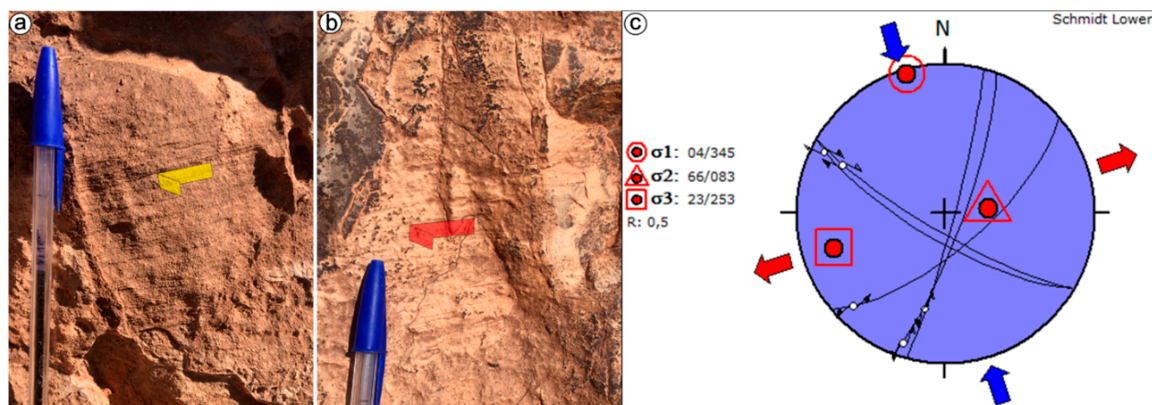 a
b
c
Schmidt Lower
N
σ1: 04/345
σ2: 66/083
σ3: 23/253
R: 0,5